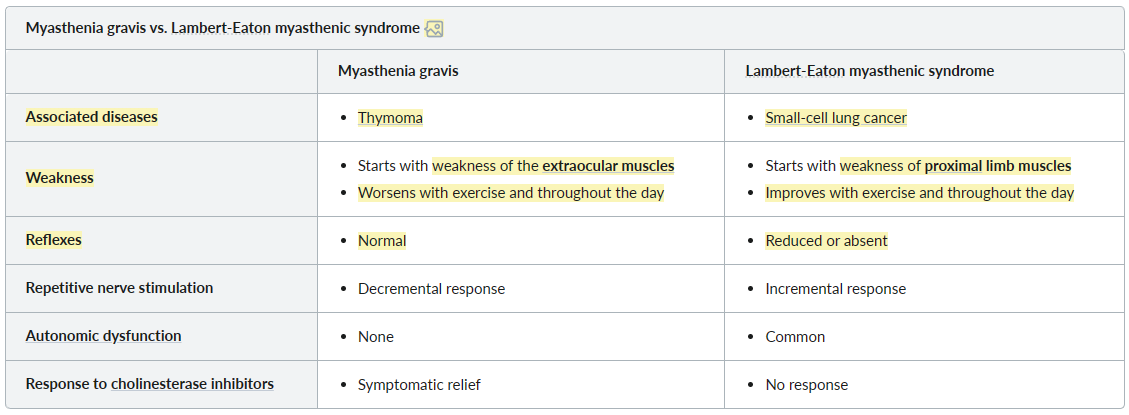 Myasthenia gravis vs. Lambert-Eaton myasthenic syndrome
Myasthenia gravis
Lambert-Eaton myasthenic syndrome
Associated diseases
• Thymoma
• Small-cell lung cancer
Weakness
• Starts with weakness of the extraocular muscles
• Worsens with exercise and throughout the day
• Starts with weakness of proximal limb muscles
• Improves with exercise and throughout the day
Reflexes
• Normal
• Reduced or absent
Repetitive nerve stimulation
• Decremental response
• Incremental response
Autonomic dysfunction
• None
• Common
Response to cholinesterase inhibitors
• Symptomatic relief
• No response